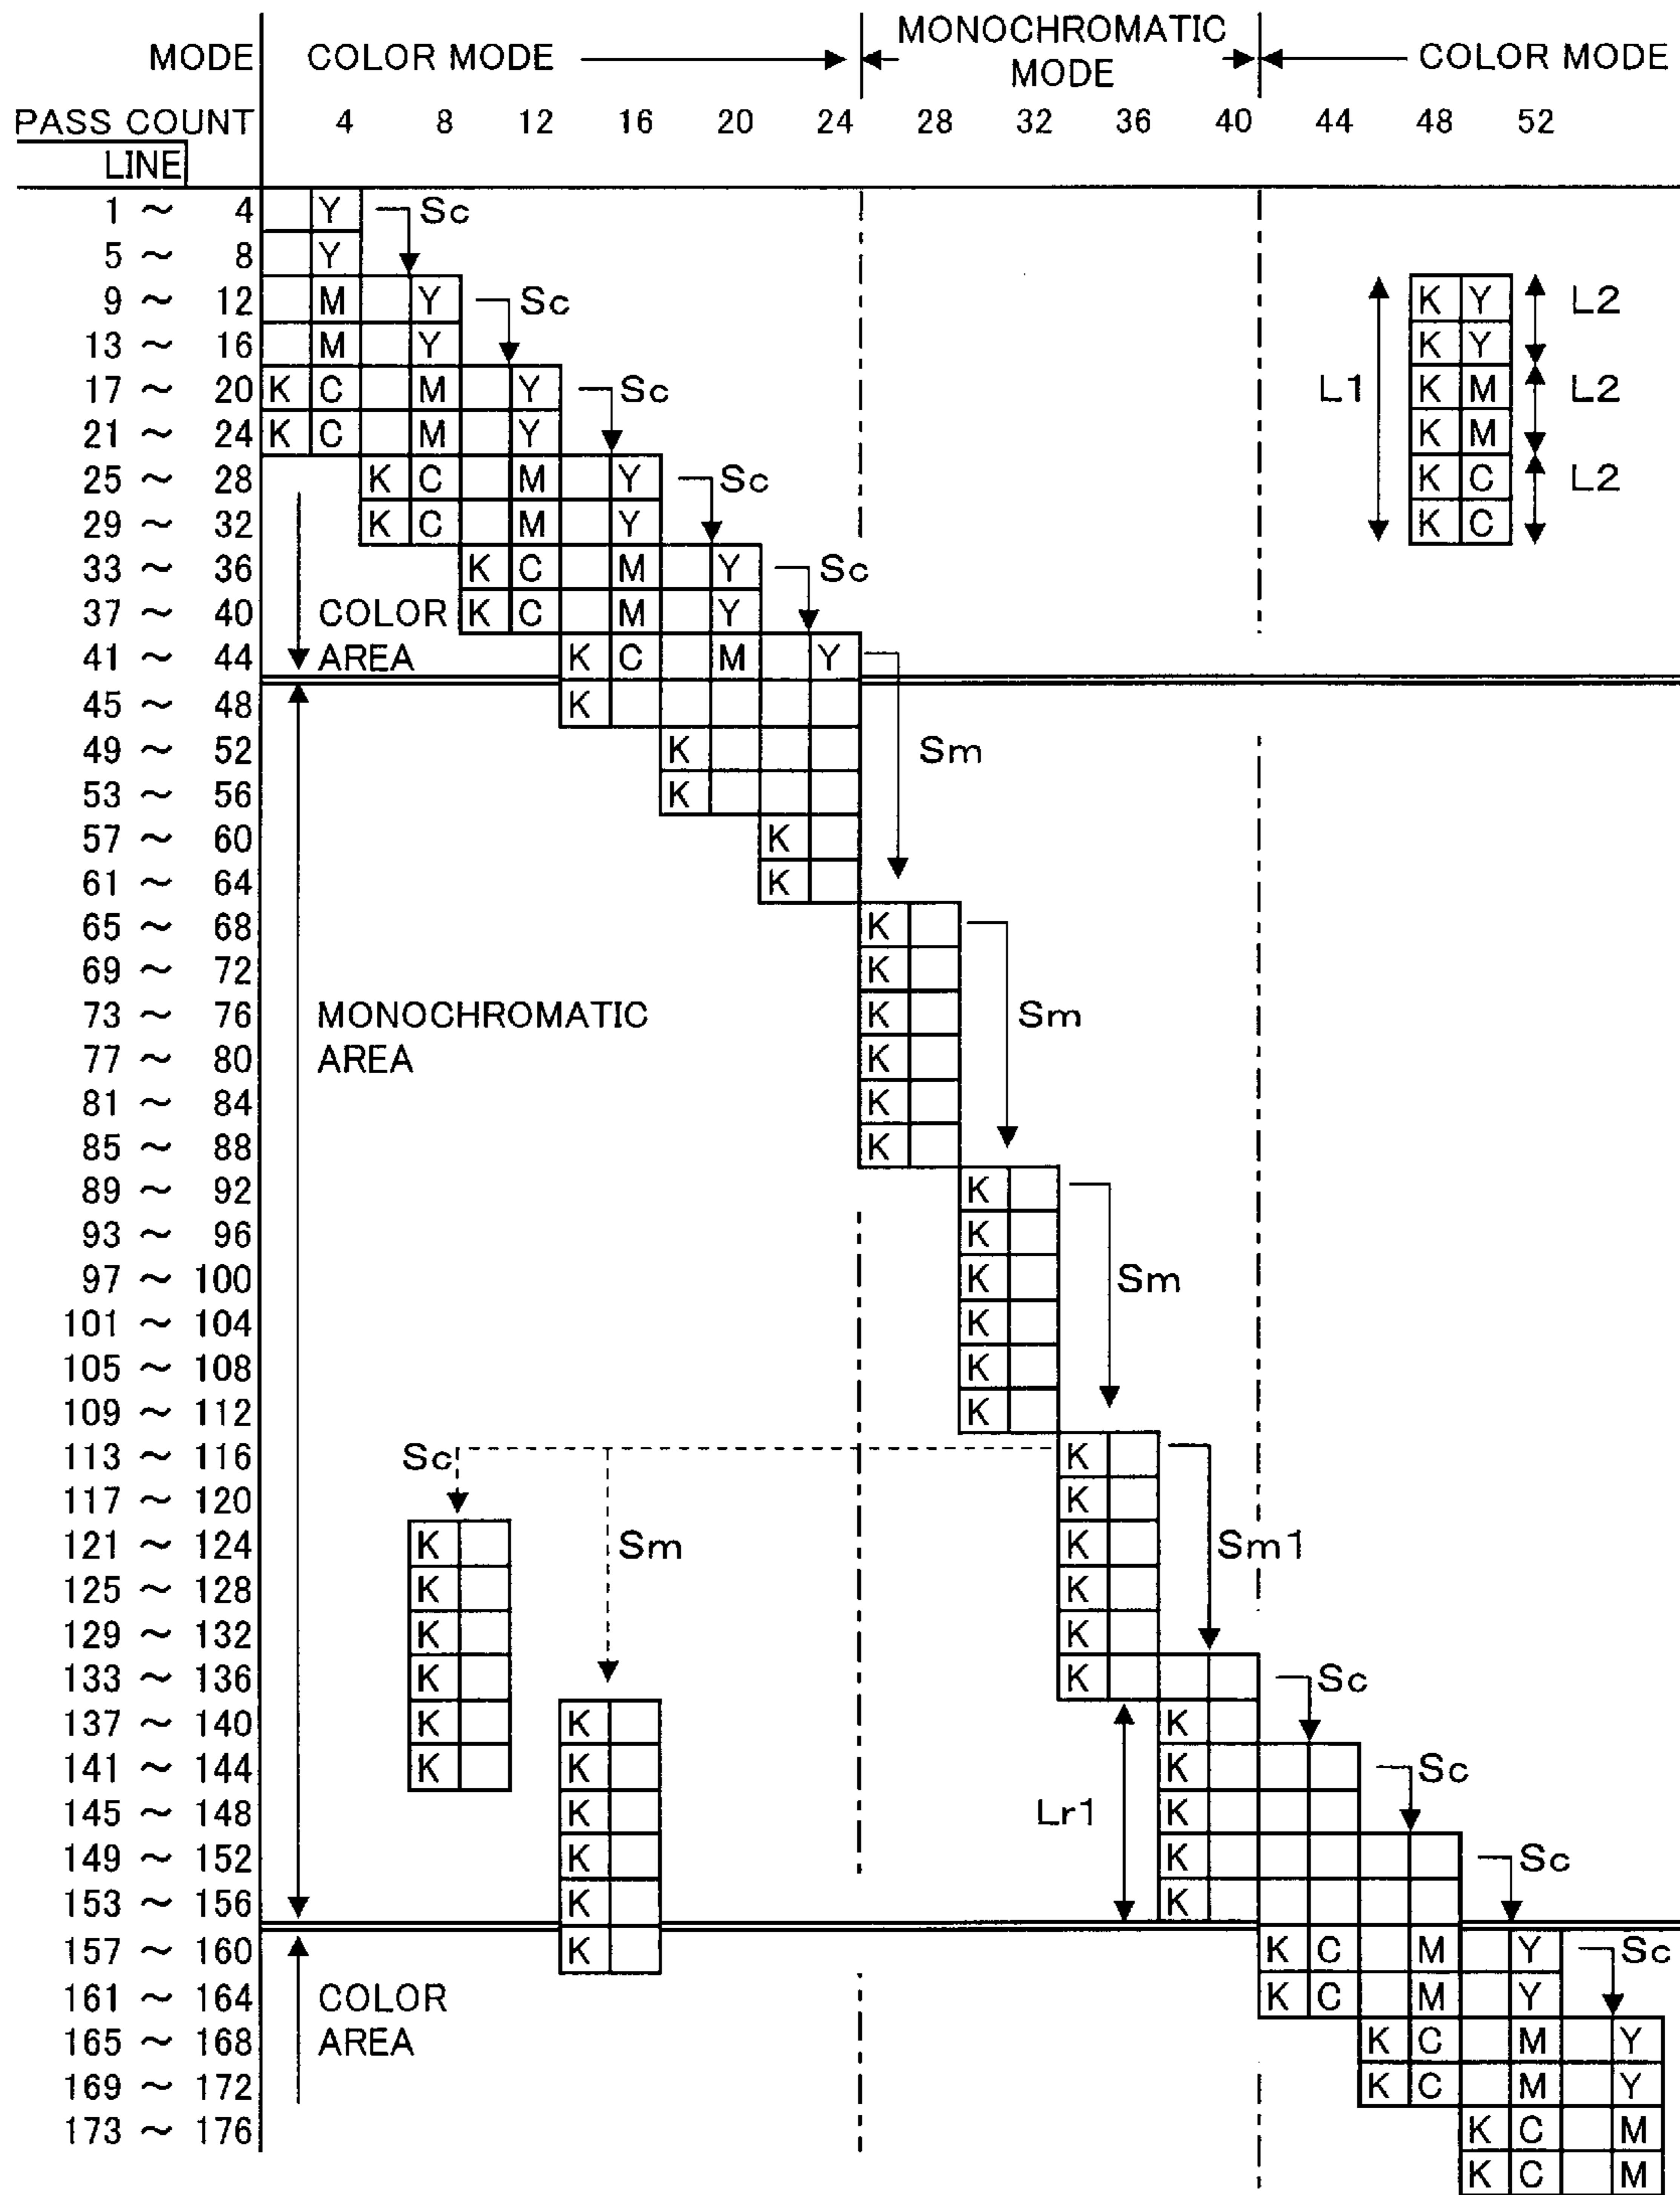 MODE COLOR MODE MONOCHROMATIC MODE COLOR MODE
PASS COUNT 4 8 12 16 20 24 28 32 36 40 44 48 52
LINE
1 ~ 4 Y Sc
5 ~ 8 Y
9 ~ 12 M Y Sc K Y L2
13 ~ 16 M Y K Y
17 ~ 20 K C M Y Sc L1 K M L2
21 ~ 24 K C M Y K M
25 ~ 28 K C M Y Sc K C L2
29 ~ 32 K C M Y K C
33 ~ 36 K C M Y Sc
37 ~ 40 COLOR K C M Y
41 ~ 44 AREA K C M Y
45 ~ 48 K
49 ~ 52 K Sm
53 ~ 56 K
57 ~ 60 K
61 ~ 64 K
65 ~ 68 K
69 ~ 72 K
73 ~ 76 MONOCHROMATIC K Sm
77 ~ 80 AREA K
81 ~ 84 K
85 ~ 88 K
89 ~ 92 K
93 ~ 96 K
97 ~ 100 K Sm
101 ~ 104 K
105 ~ 108 K
109 ~ 112 K
113 ~ 116 Sc K
117 ~ 120 K
121 ~ 124 K Sm K Sm1
125 ~ 128 K K
129 ~ 132 K K
133 ~ 136 K K Sc
137 ~ 140 K K K
141 ~ 144 K K K Sc
145 ~ 148 K Lr1 K
149 ~ 152 K K Sc
153 ~ 156 K K
157 ~ 160 K K C M Y Sc
161 ~ 164 COLOR K C M Y
165 ~ 168 AREA K C M Y
169 ~ 172 K C M Y
173 ~ 176 K C M
K C M